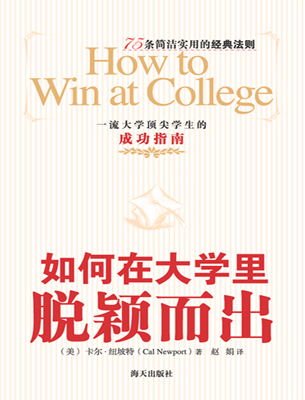 75条简洁实用的经典法则
How to
Win at College
一流大学顶尖学生的
成功指南
如何在大学里
脱颖而出
(美) 卡尔·纽坡特 (Cal Newport) 著 赵 娟 译
海天出版社